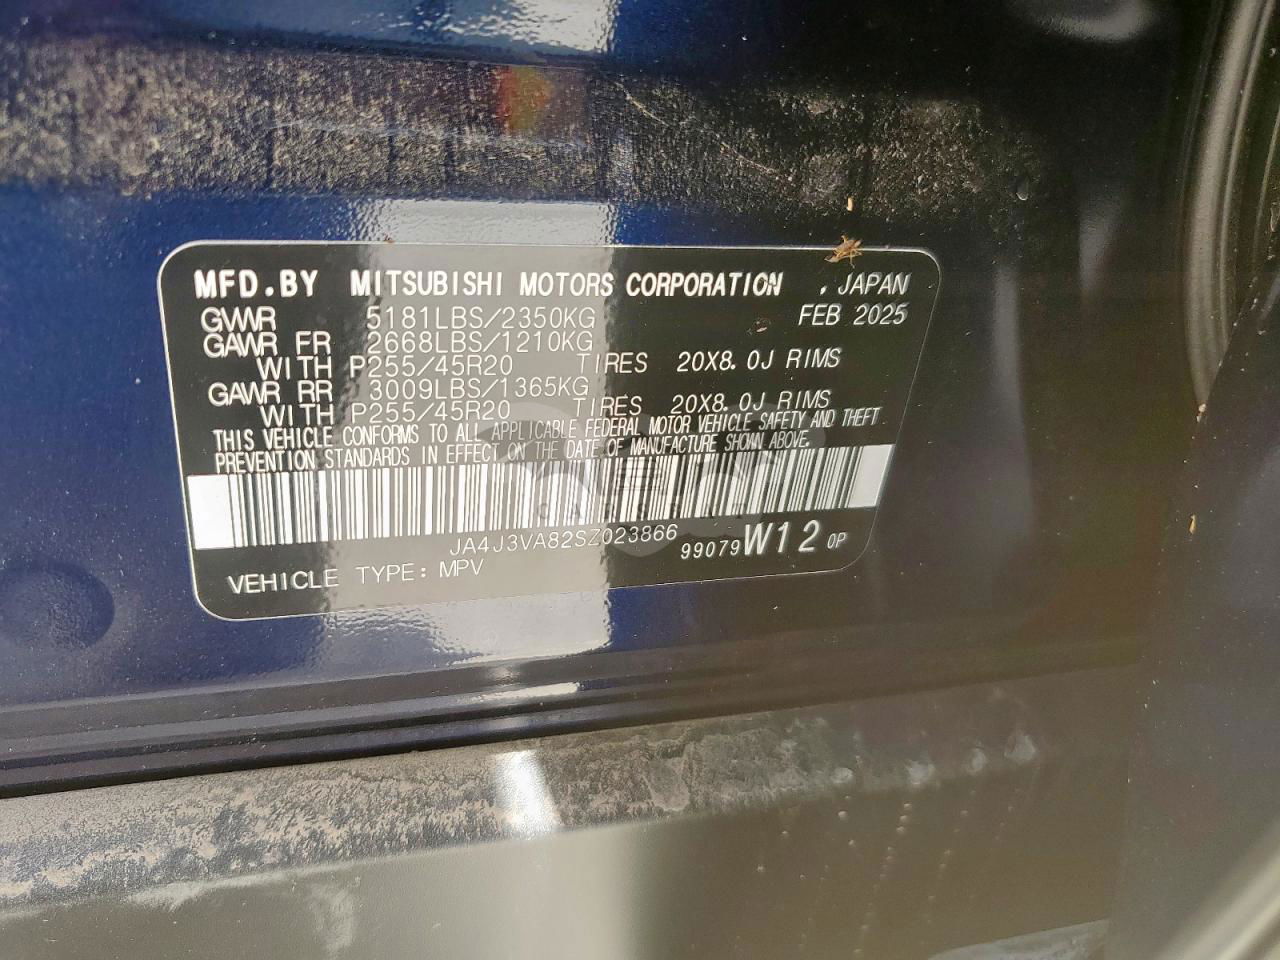 MFD.BY MITSUBISHI MOTORS CORPORATION , JAPAN
GVWR 5181LBS/2350KG FEB 2025
GAWR FR 2668LBS/1210KG
WITH P255/45R20 TIRES 20X8.0J RIMS
GAWR RR 3009LBS/1365KG
WITH P255/45R20 TIRES 20X8.0J RIMS
THIS VEHICLE CONFORMS TO ALL APPLICABLE FEDERAL MOTOR VEHICLE SAFETY AND THEFT
PREVENTION STANDARDS IN EFFECT ON THE DATE OF MANUFACTURE SHOWN ABOVE.
JA4J3VA82SZ023866 99079 W12 0P
VEHICLE TYPE: MPV